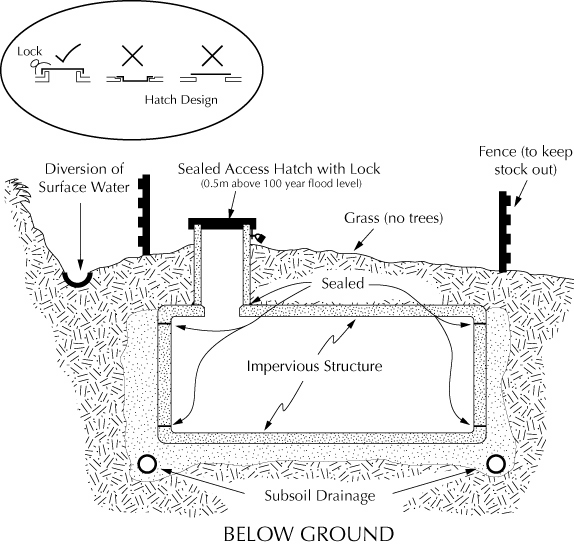 Lock
Hatch Design
Diversion of
Surface Water
Sealed Access Hatch with Lock
(0.5m above 100 year flood level)
Fence (to keep
stock out)
Grass (no trees)
Sealed
Impervious Structure
Subsoil Drainage
BELOW GROUND